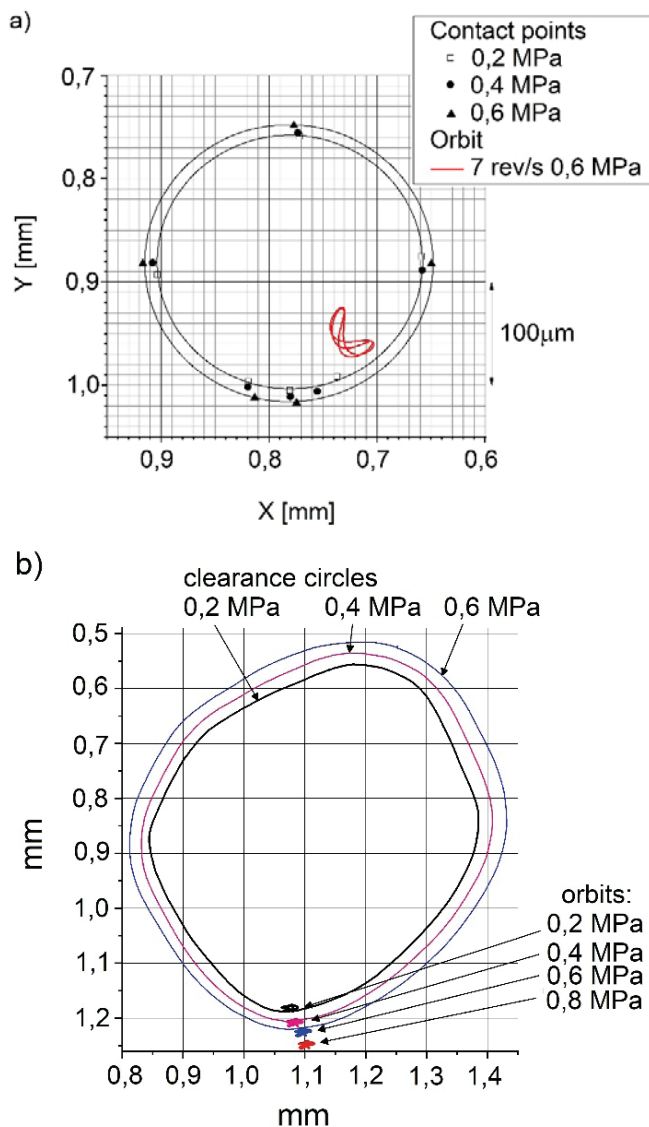 a)
Contact points
0,2 MPa
0,4 MPa
0,6 MPa
Orbit
7 rev/s 0,6 MPa
0,7
0,8
0,9
1,0
Y [mm]
100μm
0,9
0,8
0,7
0,6
X [mm]
b)
clearance circles
0,2 MPa
0,4 MPa
0,6 MPa
0,5
0,6
0,7
0,8
0,9
1,0
1,1
1,2
mm
orbits:
0,2 MPa
0,4 MPa
0,6 MPa
0,8 MPa
0,8
0,9
1,0
1,1
1,2
1,3
1,4
mm